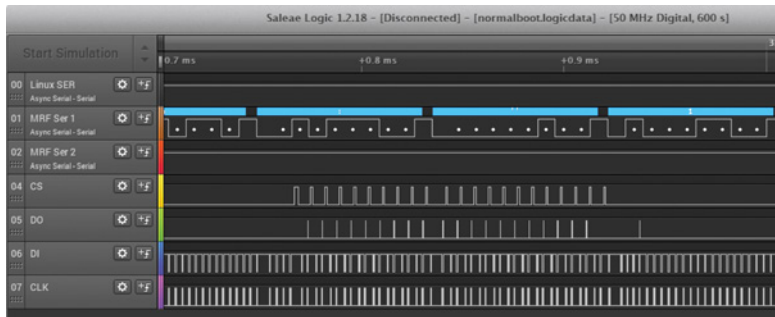 Saleae Logic 1.2.18 – [Disconnected] – [normalboot.logicdata] – [50 MHz Digital, 600 s]
Start Simulation
3
0.7 ms +0.8 ms +0.9 ms
00 Linux SER
Async Serial - Serial
01 MRF Ser 1
Async Serial - Serial
02 MRF Ser 2
Async Serial - Serial
04 CS
05 DO
06 DI
07 CLK